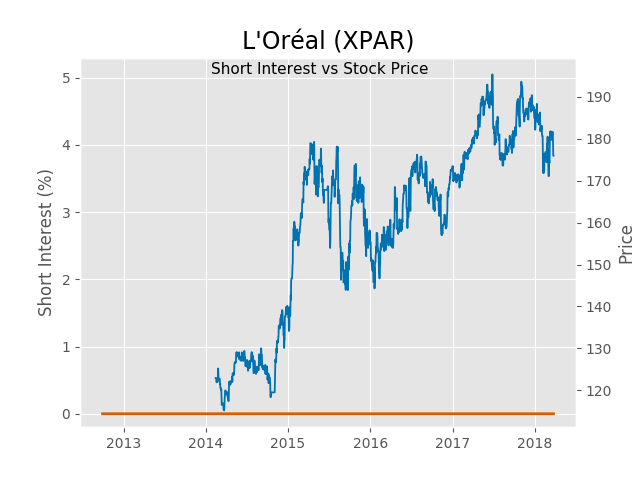 L'Oréal (XPAR)
Short Interest vs Stock Price
Short Interest (%)
5
4
3
2
1
0
190
180
170
160
150
140
130
120
Price
2013 2014 2015 2016 2017 2018